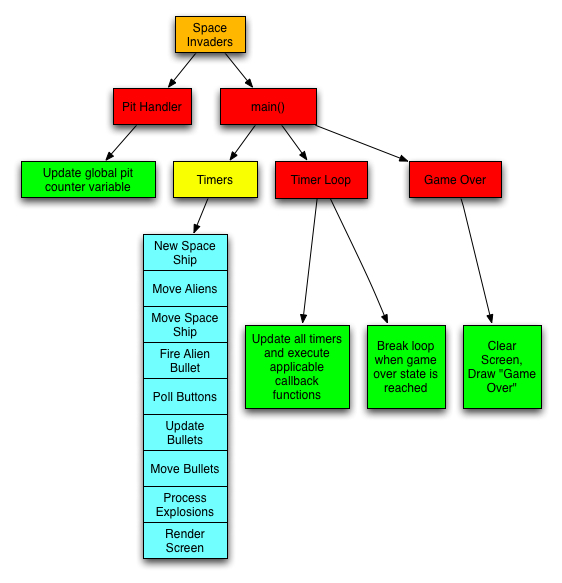 Space
Invaders
Pit Handler
main()
Update global pit
counter variable
Timers
Timer Loop
Game Over
New Space
Ship
Move Aliens
Move Space
Ship
Fire Alien
Bullet
Poll Buttons
Update
Bullets
Move Bullets
Process
Explosions
Render
Screen
Update all timers
and execute
applicable
callback
functions
Break loop
when game
over state is
reached
Clear
Screen,
Draw "Game
Over"